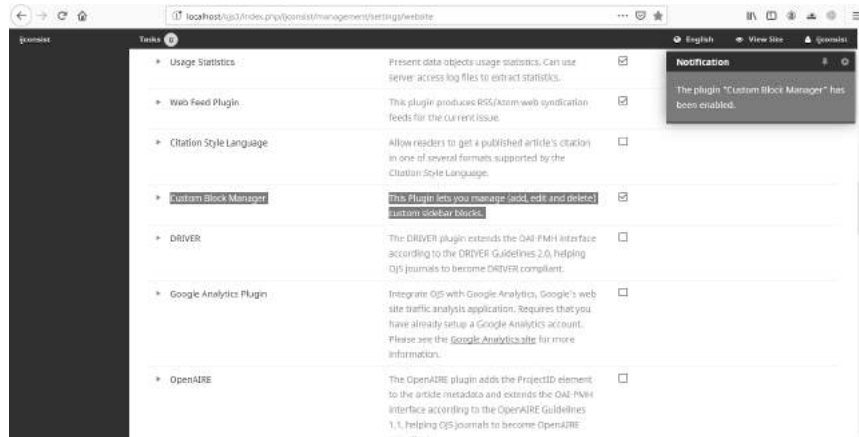 localhost/ojs3/index.php/ijconsist/management/settings/website
ijconsist
Tasks 0
English
View Site
ijconsist
Usage Statistics
Present data objects usage statistics. Can use
server access log files to extract statistics.
Notification
The plugin "Custom Block Manager" has
been enabled.
Web Feed Plugin
This plugin produces RSS/Atom web syndication
feeds for the current issue.
Citation Style Language
Allow readers to get a published article's citation
in one of several formats supported by the
Citation Style Language.
Custom Block Manager
This Plugin lets you manage (add, edit and delete)
custom sidebar blocks.
DRIVER
The DRIVER plugin extends the OAI-PMH interface
according to the DRIVER Guidelines 2.0, helping
OJS journals to become DRIVER compliant.
Google Analytics Plugin
Integrate OJS with Google Analytics, Google's web
site traffic analysis application. Requires that you
have already setup a Google Analytics account.
Please see the Google Analytics site for more
information.
OpenAIRE
The OpenAIRE plugin adds the ProjectID element
to the article metadata and extends the OAI-PMH
interface according to the OpenAIRE Guidelines
1.1, helping OJS journals to become OpenAIRE